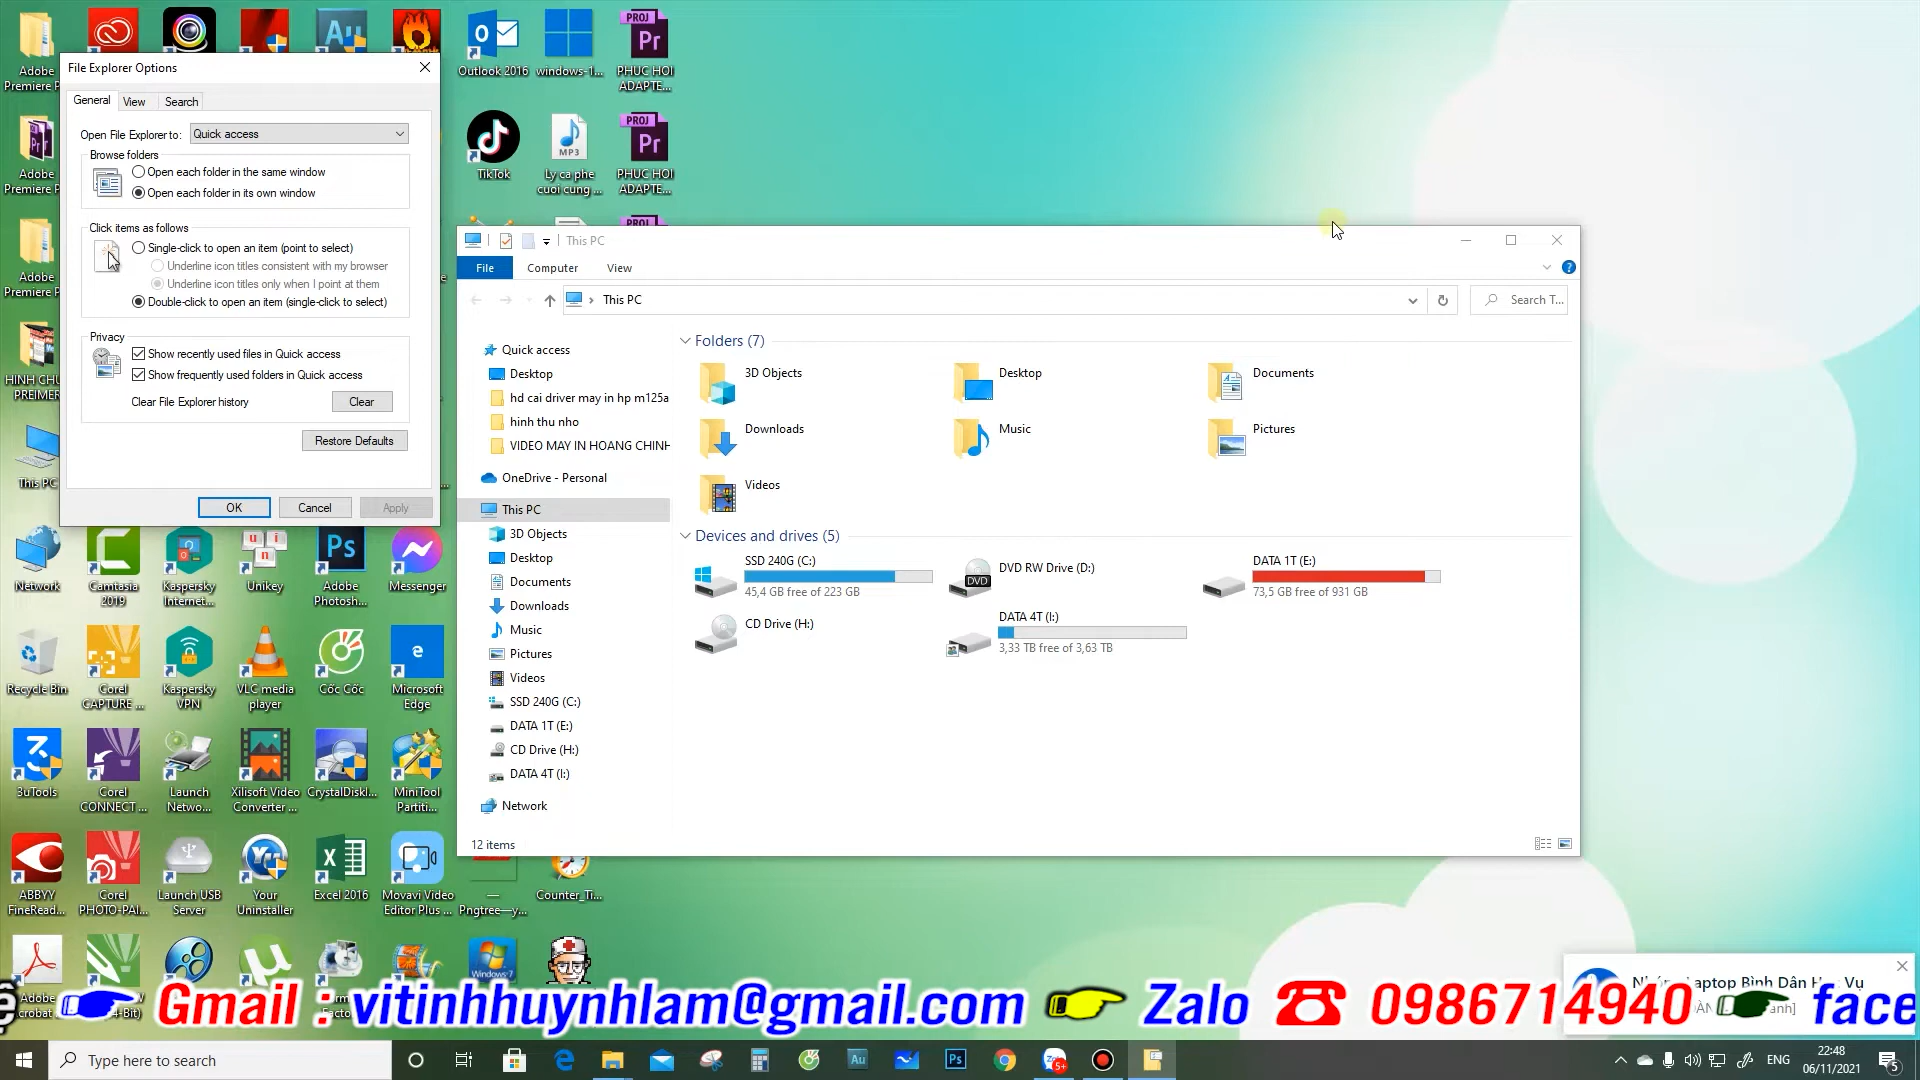 File Explorer Options
General
View
Search
Open File Explorer to:
Quick access
Browse folders
Open each folder in the same window
Open each folder in its own window
Click items as follows
Single-click to open an item (point to select)
Underline icon titles consistent with my browser
Underline icon titles only when I point at them
Double-click to open an item (single-click to select)
Privacy
Show recently used files in Quick access
Show frequently used folders in Quick access
Clear File Explorer history
Clear
Restore Defaults
OK
Cancel
Apply
Adobe
Premiere P
Adobe
Premiere P
Adobe
Premiere P
HINH CHU
PREIMER
This PC
Outlook 2016
windows-1...
PROJ
Pr
PHUC HOI
ADAPTE...
TikTok
MP3
Ly ca phe
cuoi cung ...
PROJ
Pr
PHUC HOI
ADAPTE...
PROJ
This PC
File
Computer
View
This PC
Search T...
Quick access
Desktop
hd cai driver may in hp m125a
hinh thu nho
VIDEO MAY IN HOANG CHINH
OneDrive - Personal
This PC
3D Objects
Desktop
Documents
Downloads
Music
Pictures
Videos
SSD 240G (C:)
DATA 1T (E:)
CD Drive (H:)
DATA 4T (I:)
Network
Folders (7)
3D Objects
Desktop
Documents
Downloads
Music
Pictures
Videos
Devices and drives (5)
SSD 240G (C:)
45,4 GB free of 223 GB
DVD
DVD RW Drive (D:)
DATA 1T (E:)
73,5 GB free of 931 GB
CD Drive (H:)
DATA 4T (I:)
3,33 TB free of 3,63 TB
12 items
Network
Camtasia
2019
Kaspersky
Internet...
Unikey
Adobe
Photosh...
Messenger
Recycle Bin
Corel
CAPTURE ...
Kaspersky
VPN
VLC media
player
Cốc Cốc
Microsoft
Edge
3uTools
Corel
CONNECT ...
Launch
Netwo...
Xilisoft Video
Converter ...
CrystalDiskI...
MiniTool
Partiti...
ABBYY
FineRead...
Corel
PHOTO-PAI...
Launch USB
Server
Your
Uninstaller
Excel 2016
Movavi Video
Editor Plus ...
Pngtree—y...
Counter_Ti...
Windows 7
Gmail : vitinhhuynhlam@gmail.com Zalo 0986714940 face
Type here to search
ENG
22:48
06/11/2021